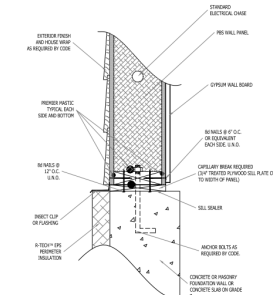 STANDARD
ELECTRICAL CHASE
EXTERIOR FINISH
AND HOUSE WRAP
AS REQUIRED BY CODE
PBS WALL PANEL
GYPSUM WALL BOARD
PREMIER MASTIC
TYPICAL EACH
SIDE AND BOTTOM
8d NAILS @ 6" O.C.
OR EQUIVALENT
EACH SIDE, U.N.O.
8d NAILS @
12" O.C.
U.N.O.
CAPILLARY BREAK REQUIRED
(3/4" TREATED PLYWOOD SILL PLATE C
TO WIDTH OF PANEL)
SILL SEALER
INSECT CLIP
OR FLASHING
R-TECH™ EPS
PERIMETER
INSULATION
ANCHOR BOLTS AS
REQUIRED BY CODE.
CONCRETE OR MASONRY
FOUNDATION WALL OR
CONCRETE SLAB ON GRADE